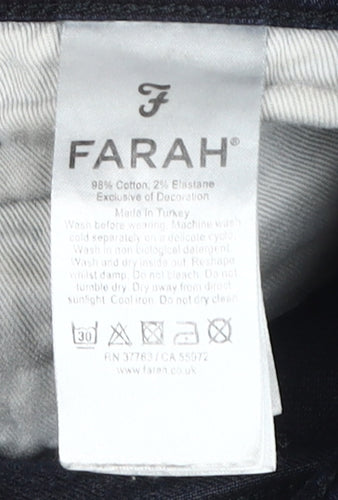 F
FARAH®
98% Cotton, 2% Elastane
Exclusive of Decoration
Made in Turkey
Wash before wearing. Machine wash
cold separately on a delicate cycle.
Wash in non biological detergent
Wash and dry inside out. Reshape
whilst damp. Do not bleach. Do not
tumble dry. Dry away from direct
sunlight. Cool iron. Do not dry clean
30
RN 37763 / CA 55972
www.farah.co.uk